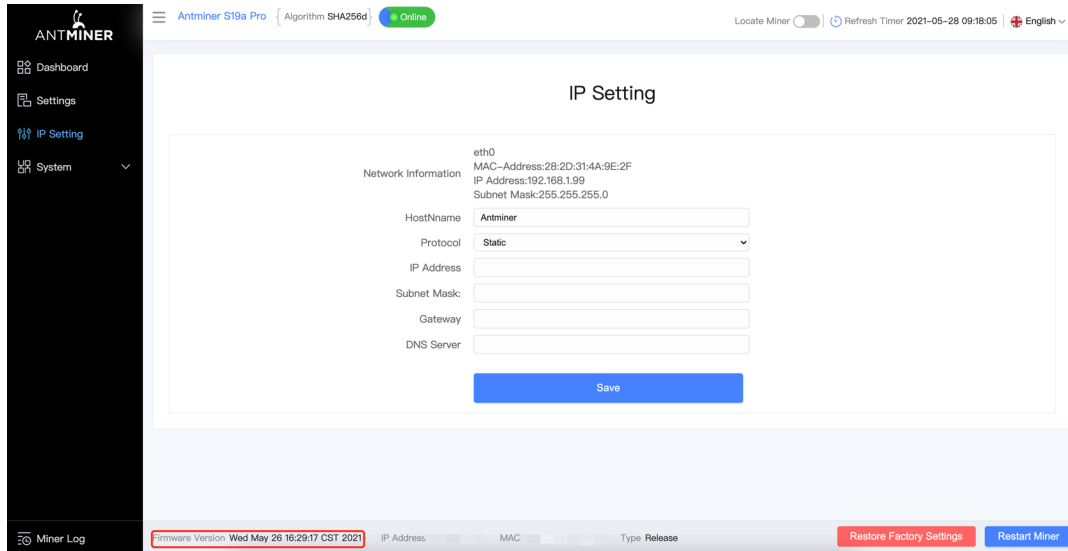 ANTMINER
Antminer S19a Pro { Algorithm SHA256d } Online
Locate Miner Refresh Timer 2021-05-28 09:18:05 English
Dashboard
Settings
IP Setting
System
Miner Log
IP Setting
Network Information
eth0
MAC-Address:28:2D:31:4A:9E:2F
IP Address:192.168.1.99
Subnet Mask:255.255.255.0
HostNname Antminer
Protocol Static
IP Address
Subnet Mask:
Gateway
DNS Server
Save
Firmware Version Wed May 26 16:29:17 CST 2021 IP Address MAC Type Release Restore Factory Settings Restart Miner